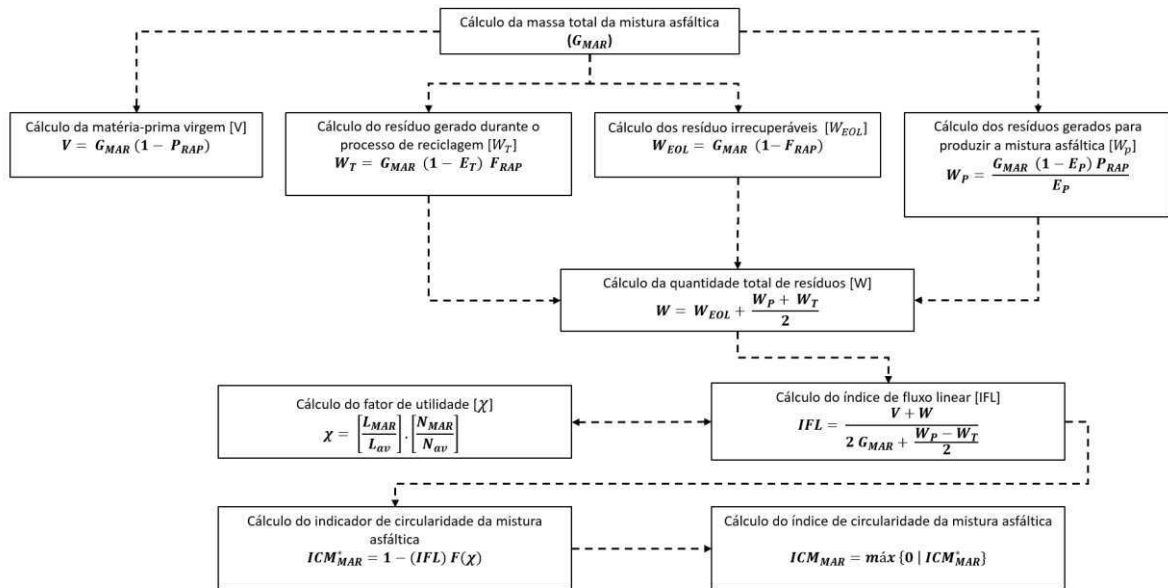 Cálculo da massa total da mistura asfáltica
(G_MAR)
Cálculo da matéria-prima virgem [V]
V = G_MAR (1 − P_RAP)
Cálculo do resíduo gerado durante o
processo de reciclagem [W_T]
W_T = G_MAR (1 − E_T) F_RAP
Cálculo dos resíduo irrecuperáveis [W_EOL]
W_EOL = G_MAR (1− F_RAP)
Cálculo dos resíduos gerados para
produzir a mistura asfáltica [W_p]
W_P = G_MAR (1 − E_P) P_RAP / E_P
Cálculo da quantidade total de resíduos [W]
W = W_EOL + (W_P + W_T) / 2
Cálculo do fator de utilidade [χ]
χ = [L_MAR / L_av] . [N_MAR / N_av]
Cálculo do índice de fluxo linear [IFL]
IFL = (V + W) / (2 G_MAR + (W_P − W_T) / 2)
Cálculo do indicador de circularidade da mistura
asfáltica
ICM*_MAR = 1 − (IFL) F(χ)
Cálculo do índice de circularidade da mistura asfáltica
ICM_MAR = máx {0 | ICM*_MAR}